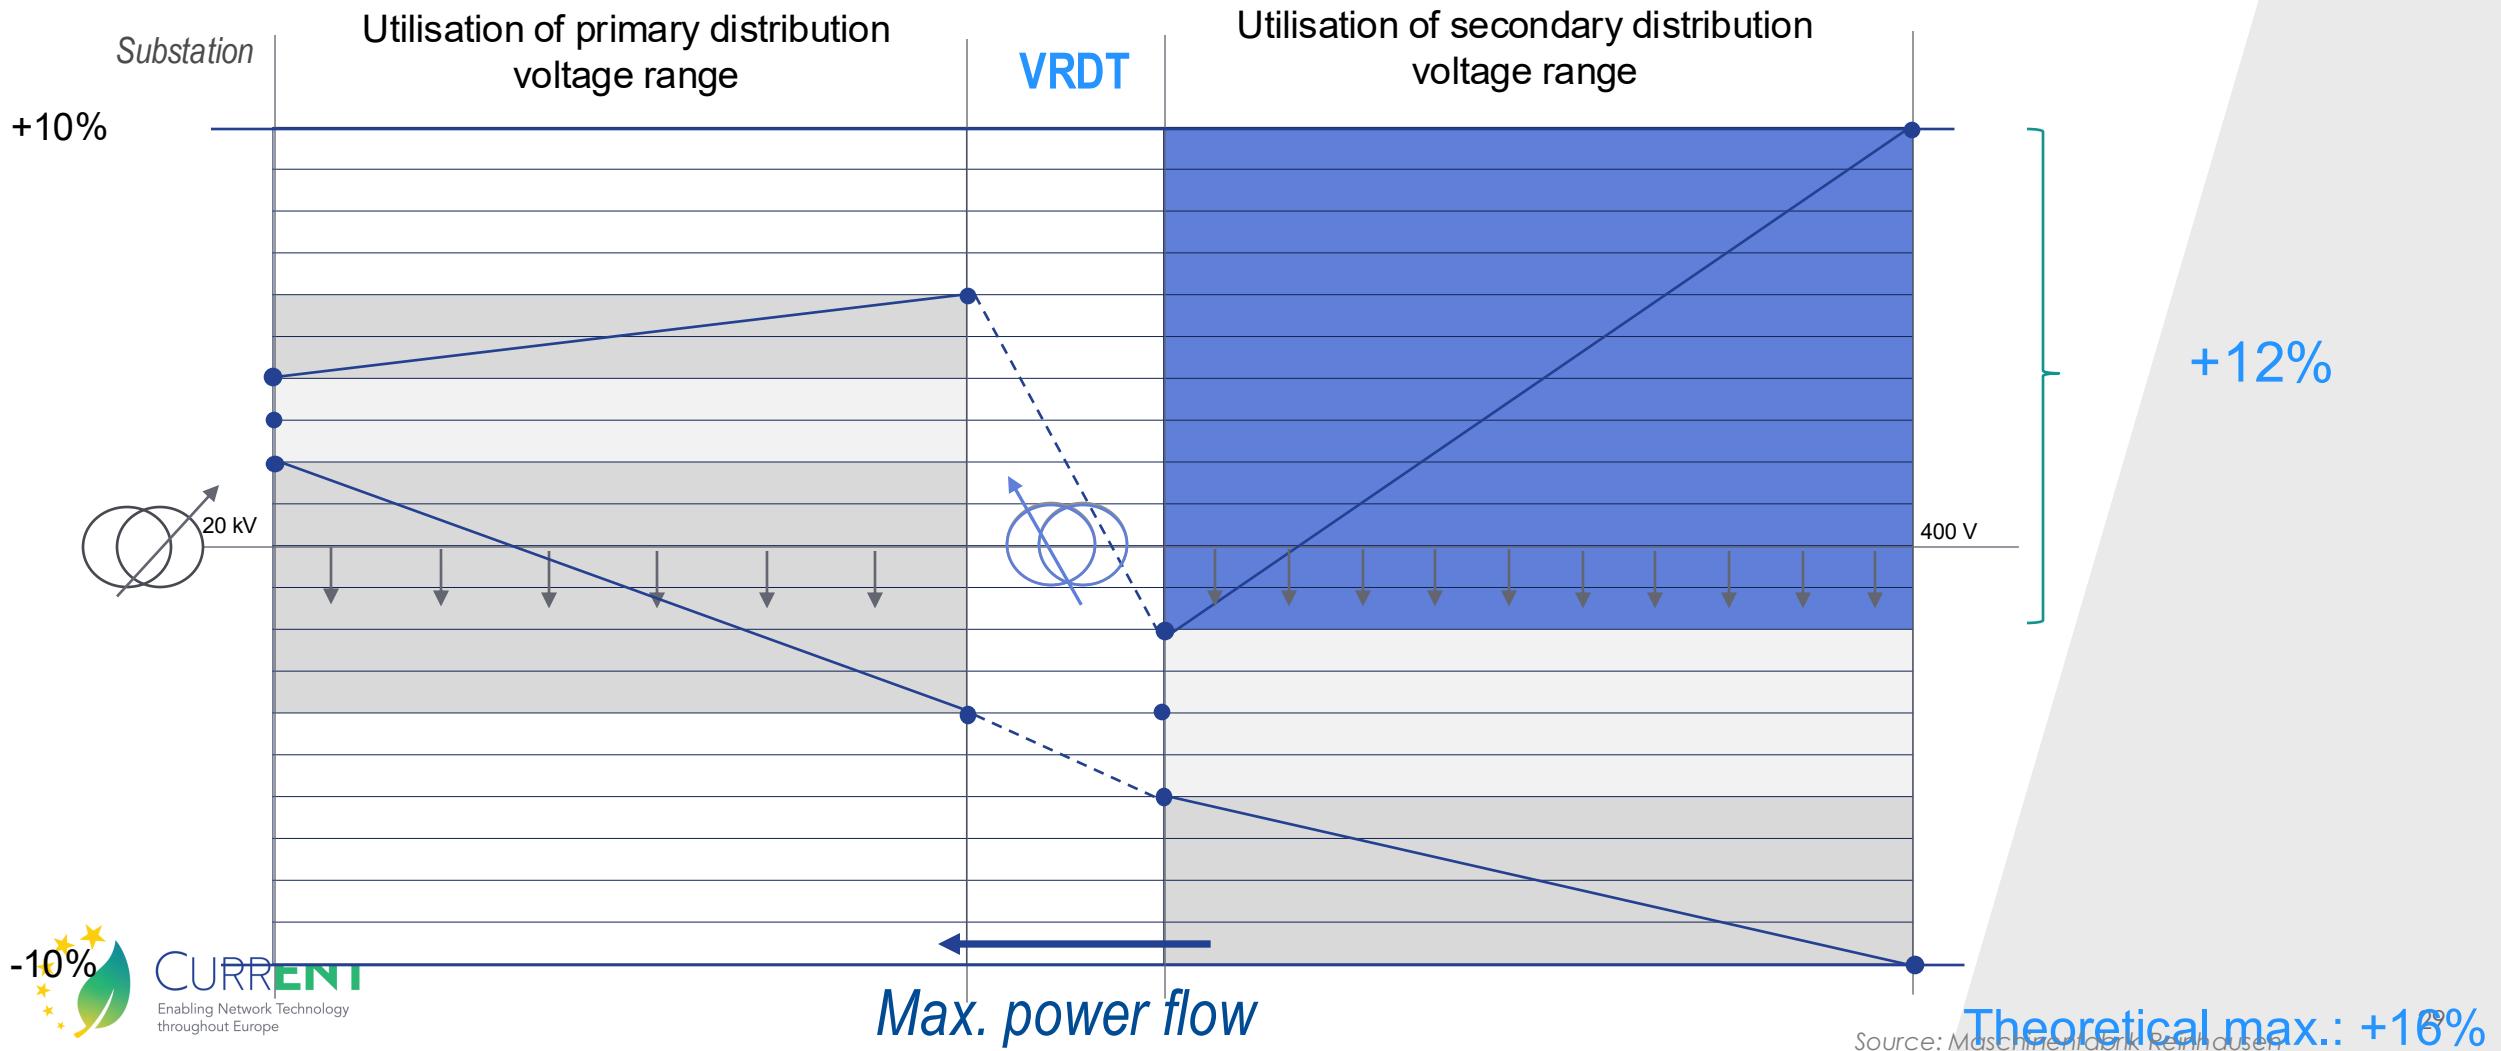 Substation
Utilisation of primary distribution
voltage range
VRDT
Utilisation of secondary distribution
voltage range
+10%
+12%
20 kV
400 V
-10%
CURRENT
Enabling Network Technology
throughout Europe
Max. power flow
Theoretical max.: +16%
29
Source: Maschinenfabrik Reinhausen